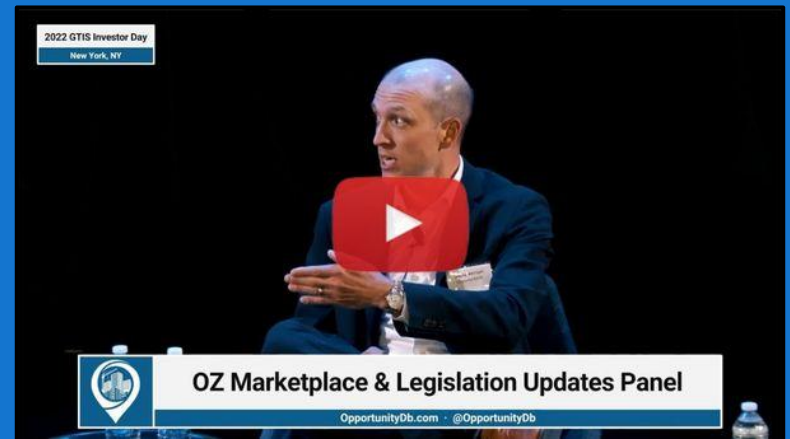 2022 GTIS Investor Day
New York, NY
OZ Marketplace & Legislation Updates Panel
OpportunityDb.com · @OpportunityDb